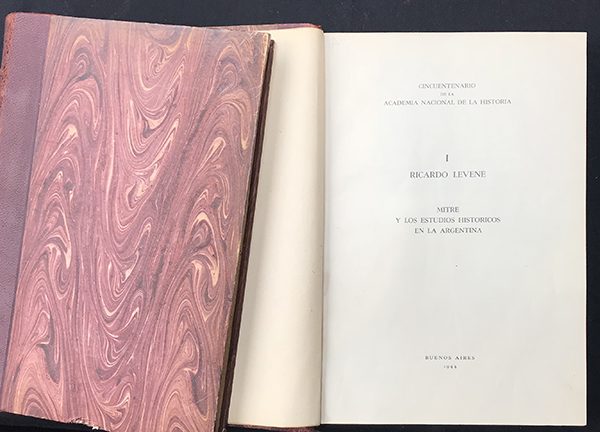 CINCUENTENARIO
DE LA
ACADEMIA NACIONAL DE LA HISTORIA
I
RICARDO LEVENE
MITRE
Y LOS ESTUDIOS HISTORICOS
EN LA ARGENTINA
BUENOS AIRES
1944